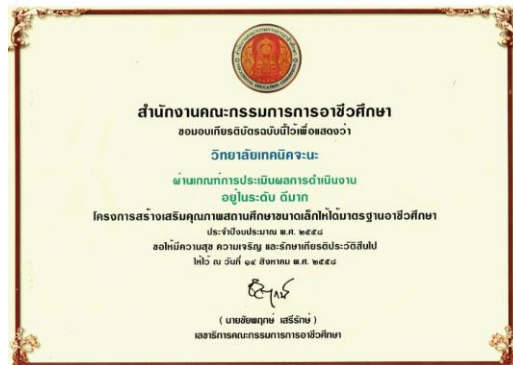 สำนักงานคณะกรรมการการอาชีวศึกษา
ขอมอบเกียรติบัตรฉบับนี้ไว้เพื่อแสดงว่า
วิทยาลัยเทคนิคจะนะ
ผ่านเกณฑ์การประเมินผลการดำเนินงาน
อยู่ในระดับ ดีมาก
โครงการสร้างเสริมคุณภาพสถานศึกษาขนาดเล็กให้ได้มาตรฐานอาชีวศึกษา
ประจำปีงบประมาณ พ.ศ. ๒๕๕๘
ขอให้มีความสุข ความเจริญ และรักษาเกียรติประวัติสืบไป
ให้ไว้ ณ วันที่ ๑๔ สิงหาคม พ.ศ. ๒๕๕๘
( นายชัยพฤกษ์ เสรีรักษ์ )
เลขาธิการคณะกรรมการการอาชีวศึกษา